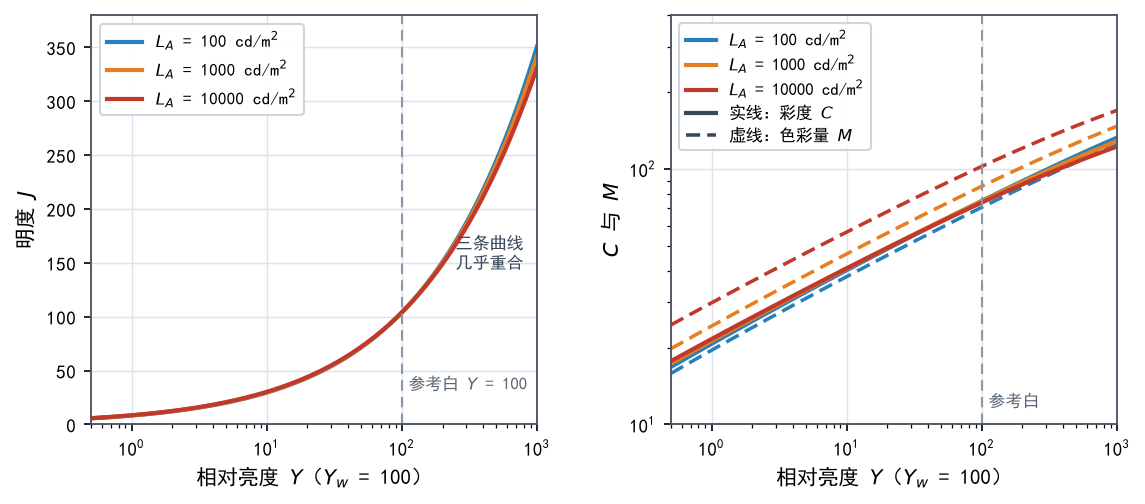 350
300
250
200
150
100
50
0
明度 J
L_A = 100 cd/m²
L_A = 1000 cd/m²
L_A = 10000 cd/m²
三条曲线
几乎重合
参考白 Y = 100
10⁰
10¹
10²
10³
相对亮度 Y（Y_w = 100）
10²
10¹
C 与 M
L_A = 100 cd/m²
L_A = 1000 cd/m²
L_A = 10000 cd/m²
实线: 彩度 C
虚线: 色彩量 M
参考白
10⁰
10¹
10²
10³
相对亮度 Y（Y_w = 100）